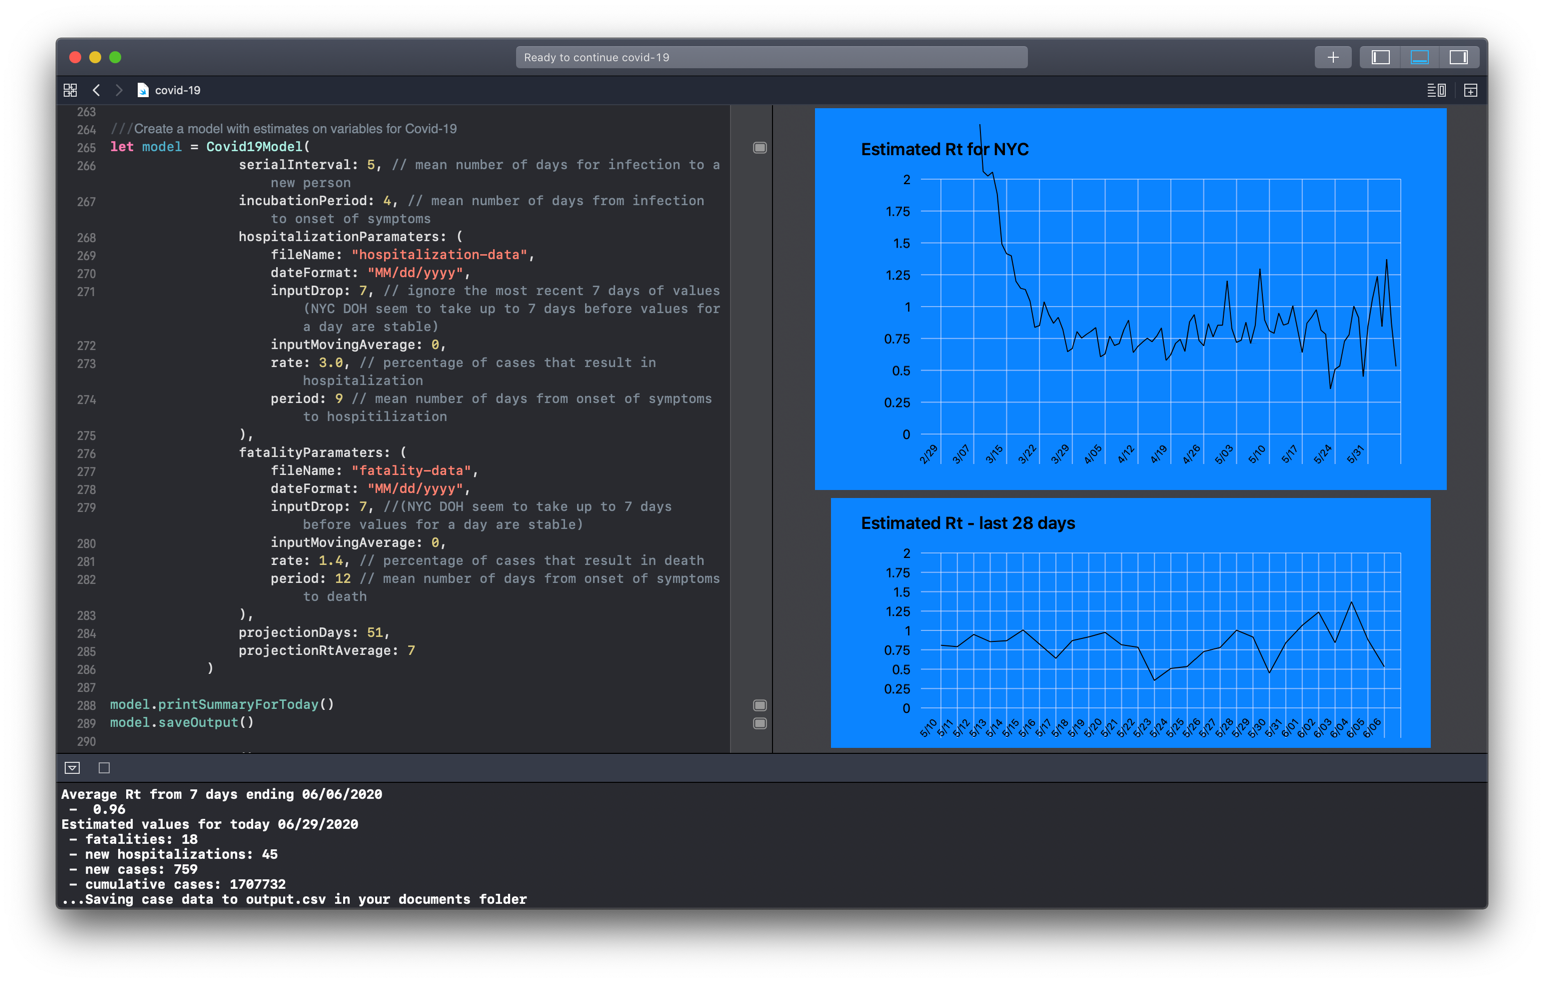 Ready to continue covid-19
covid-19
263
264 ///Create a model with estimates on variables for Covid-19
265 let model = Covid19Model(
266 serialInterval: 5, // mean number of days for infection to a
new person
267 incubationPeriod: 4, // mean number of days from infection
to onset of symptoms
268 hospitalizationParamaters: (
269 fileName: "hospitalization-data",
270 dateFormat: "MM/dd/yyyy",
271 inputDrop: 7, // ignore the most recent 7 days of values
(NYC DOH seem to take up to 7 days before values for
a day are stable)
272 inputMovingAverage: 0,
273 rate: 3.0, // percentage of cases that result in
hospitalization
274 period: 9 // mean number of days from onset of symptoms
to hospitilization
275 ),
276 fatalityParamaters: (
277 fileName: "fatality-data",
278 dateFormat: "MM/dd/yyyy",
279 inputDrop: 7, //(NYC DOH seem to take up to 7 days
before values for a day are stable)
280 inputMovingAverage: 0,
281 rate: 1.4, // percentage of cases that result in death
282 period: 12 // mean number of days from onset of symptoms
to death
283 ),
284 projectionDays: 51,
285 projectionRtAverage: 7
286 )
287
288 model.printSummaryForToday()
289 model.saveOutput()
290
Estimated Rt for NYC
2
1.75
1.5
1.25
1
0.75
0.5
0.25
0
2/29 3/07 3/15 3/22 3/29 4/05 4/12 4/19 4/26 5/03 5/10 5/17 5/24 5/31
Estimated Rt - last 28 days
2
1.75
1.5
1.25
1
0.75
0.5
0.25
0
5/10 5/11 5/12 5/13 5/14 5/15 5/16 5/17 5/18 5/19 5/20 5/21 5/22 5/23 5/24 5/25 5/26 5/27 5/28 5/29 5/30 5/31 6/01 6/02 6/03 6/04 6/05 6/06
Average Rt from 7 days ending 06/06/2020
- 0.96
Estimated values for today 06/29/2020
- fatalities: 18
- new hospitalizations: 45
- new cases: 759
- cumulative cases: 1707732
...Saving case data to output.csv in your documents folder